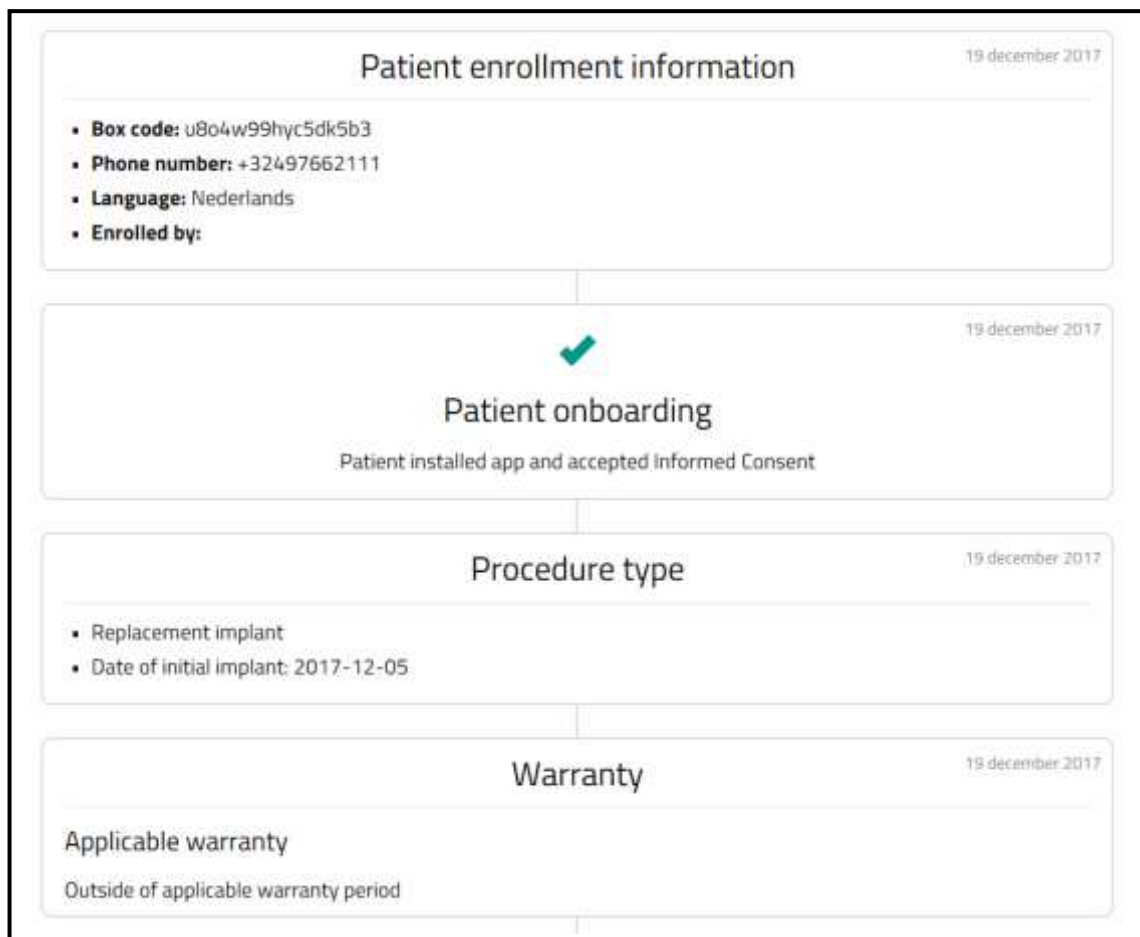 Patient enrollment information
19 december 2017
• Box code: u8o4w99hyc5dk5b3
• Phone number: +32497662111
• Language: Nederlands
• Enrolled by:
19 december 2017
Patient onboarding
Patient installed app and accepted Informed Consent
Procedure type
19 december 2017
• Replacement implant
• Date of initial implant: 2017-12-05
Warranty
19 december 2017
Applicable warranty
Outside of applicable warranty period